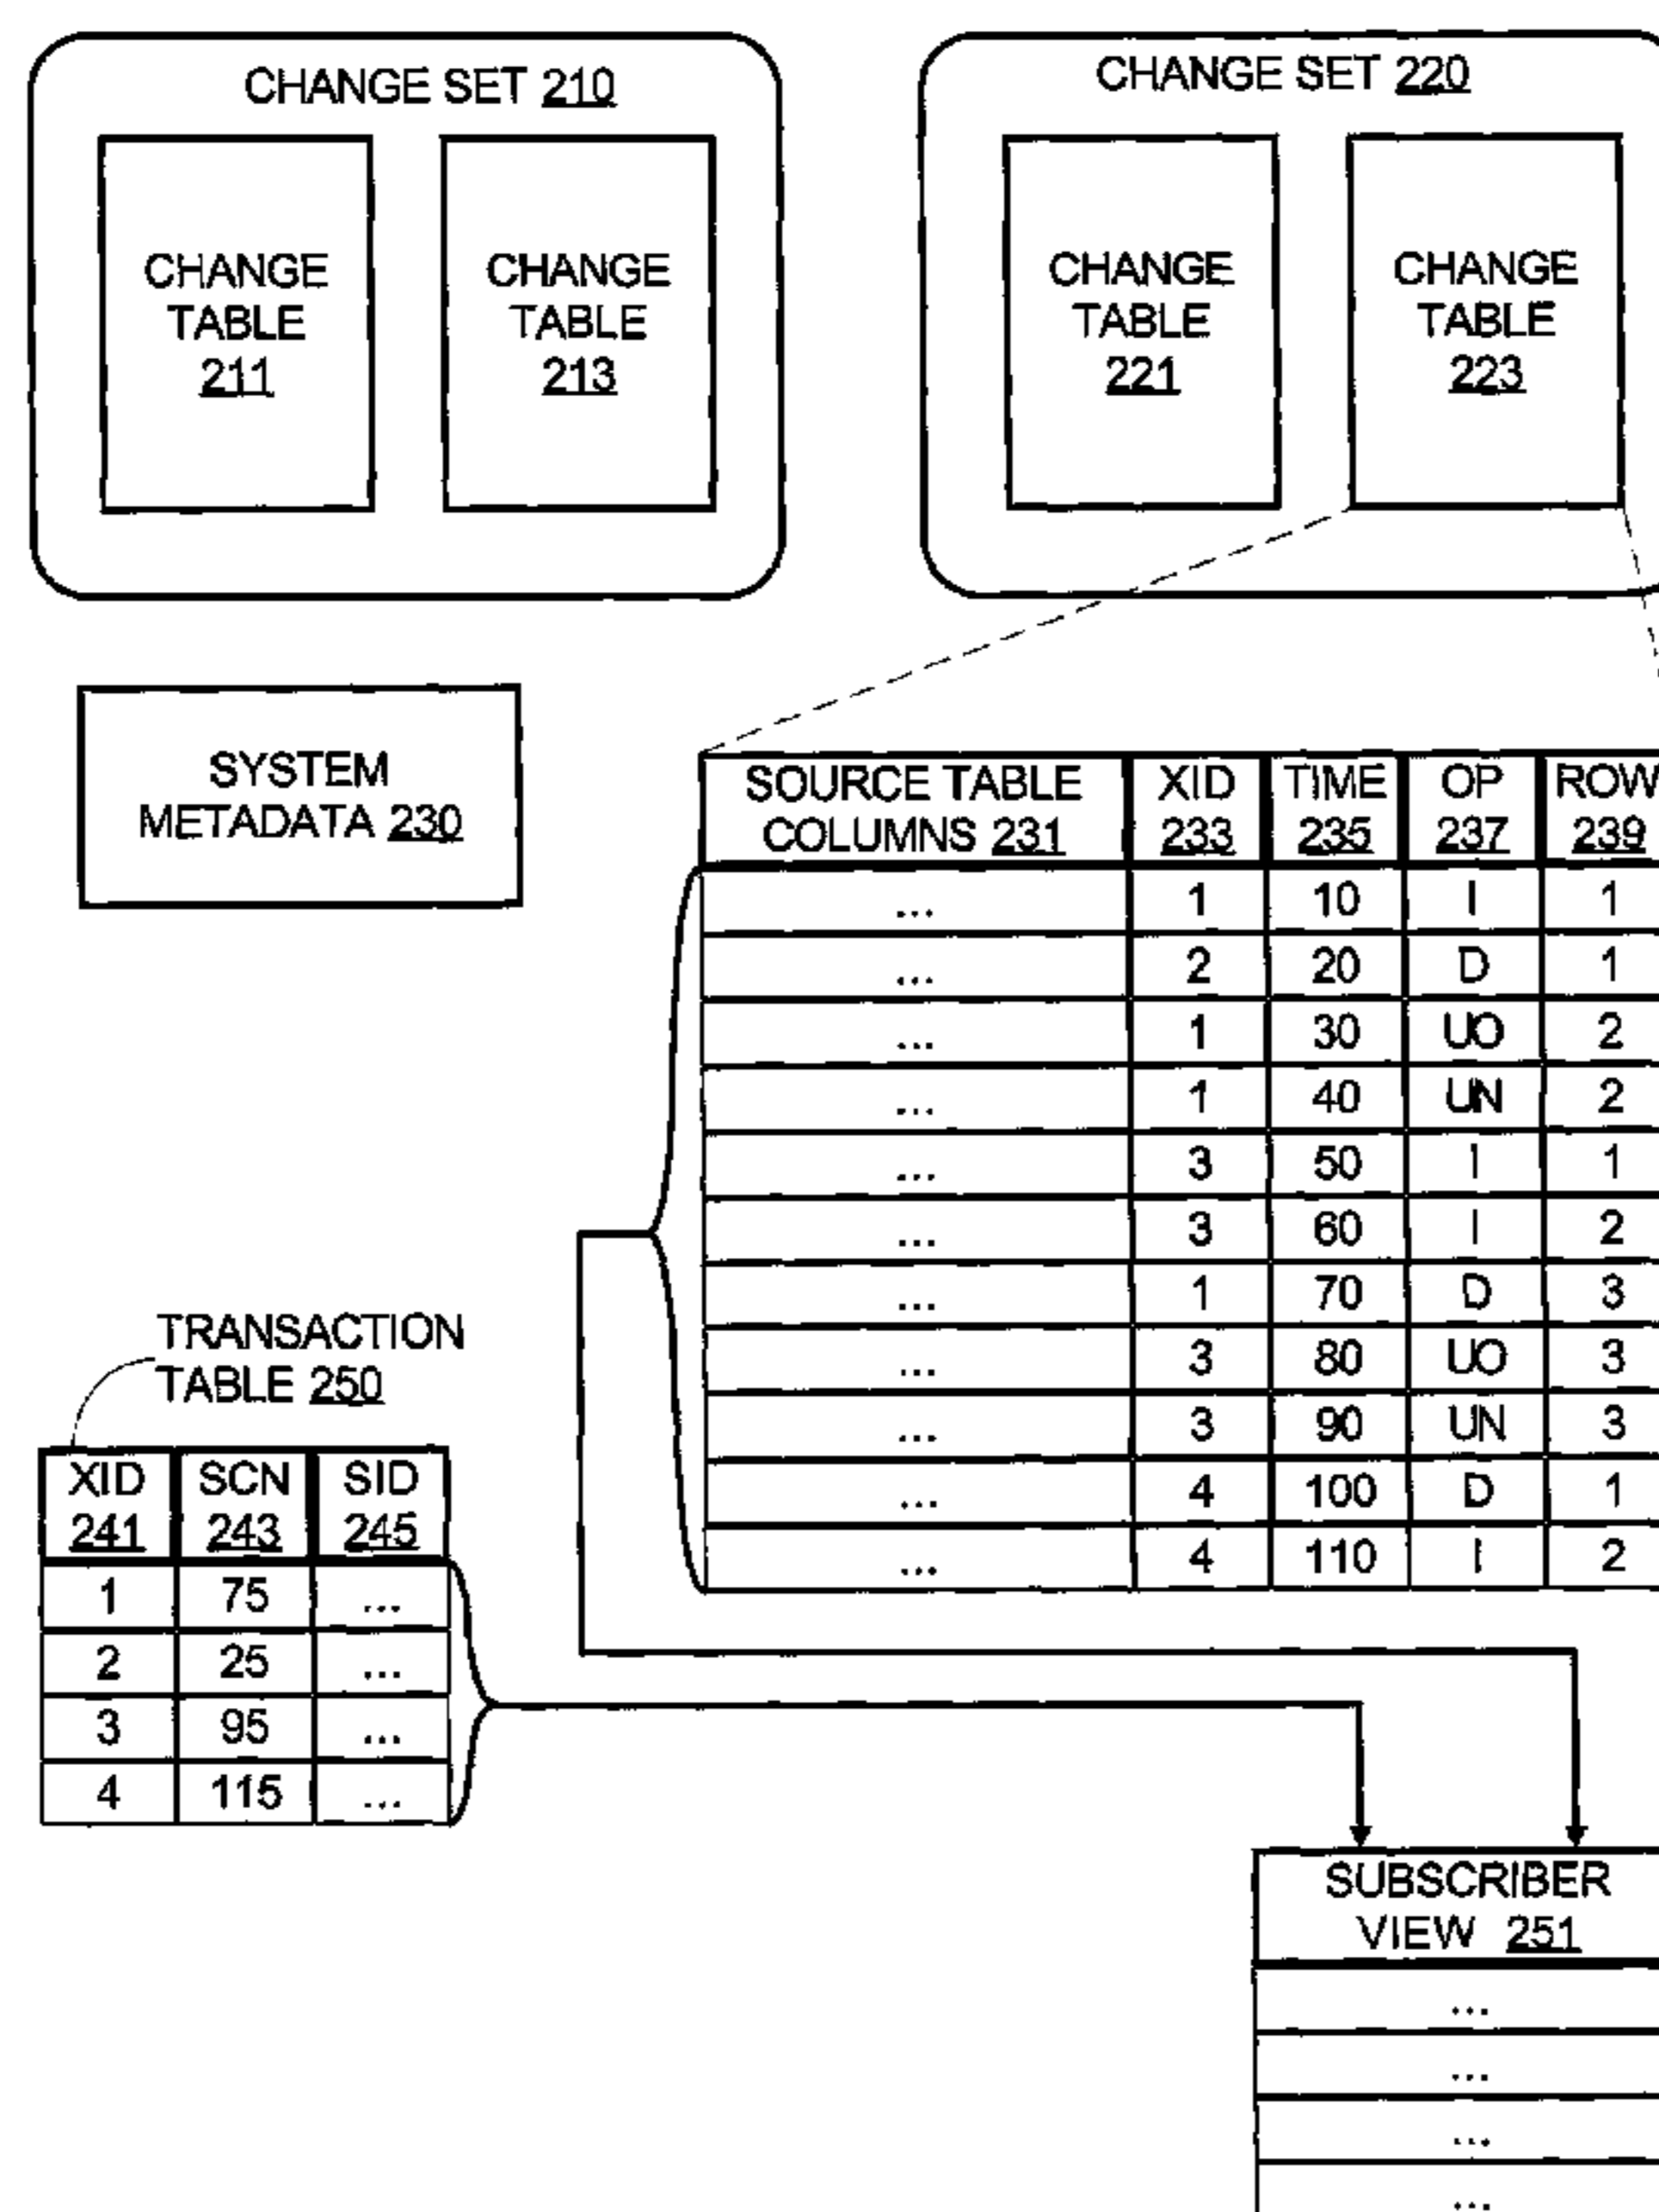 CHANGE SET 210
CHANGE
TABLE
211
CHANGE
TABLE
213
CHANGE SET 220
CHANGE
TABLE
221
CHANGE
TABLE
223
SYSTEM
METADATA 230
SOURCE TABLE
COLUMNS 231
XID
233
TIME
235
OP
237
ROW
239
... 1 10 I 1
... 2 20 D 1
... 1 30 UO 2
... 1 40 UN 2
... 3 50 I 1
... 3 60 I 2
... 1 70 D 3
... 3 80 UO 3
... 3 90 UN 3
... 4 100 D 1
... 4 110 I 2
TRANSACTION
TABLE 250
XID
241
SCN
243
SID
245
1 75 ...
2 25 ...
3 95 ...
4 115 ...
SUBSCRIBER
VIEW 251
...
...
...
...